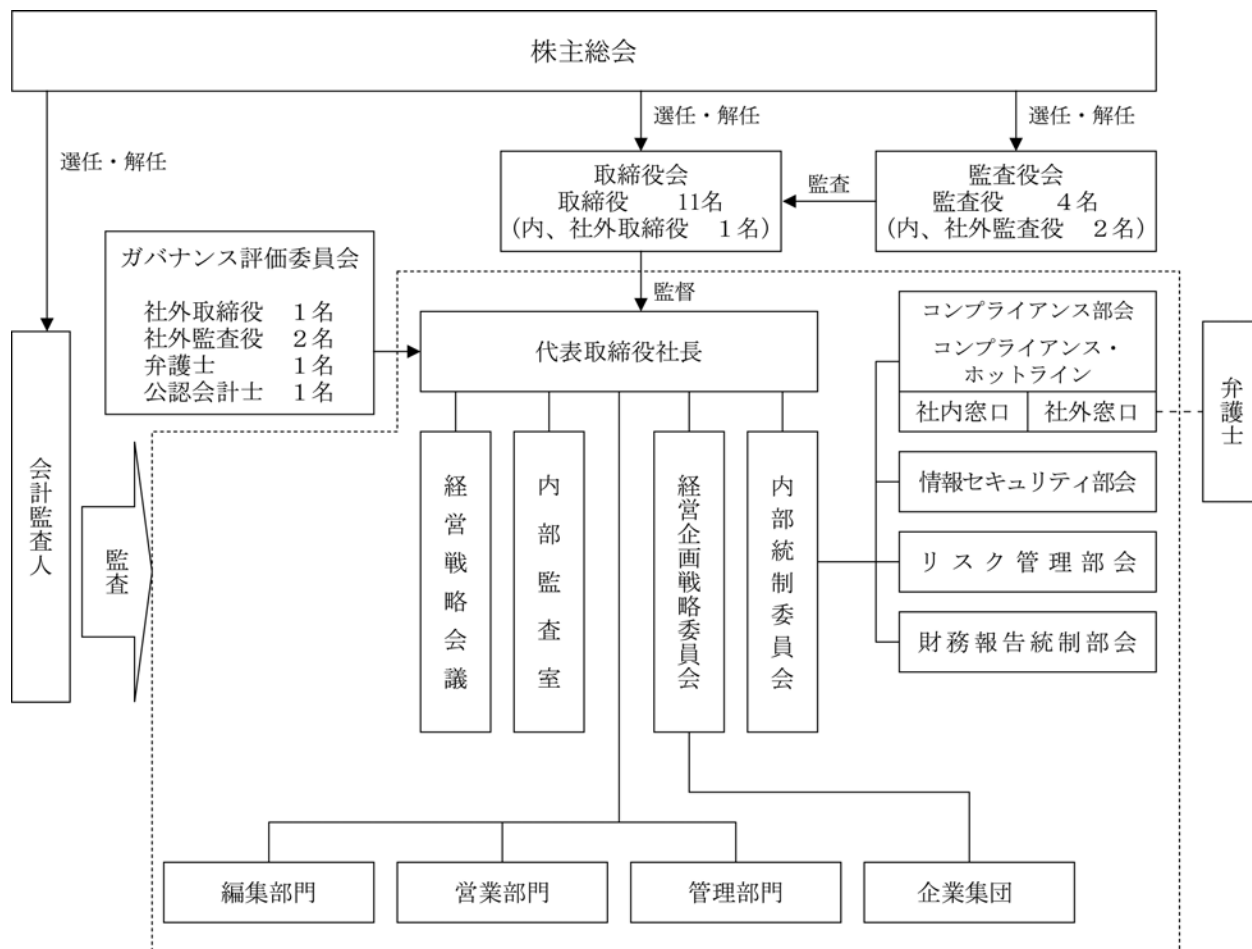 株主総会
選任・解任
選任・解任
選任・解任
取締役会
取締役 11名
(内、社外取締役 1名)
監査
監査役会
監査役 4名
(内、社外監査役 2名)
ガバナンス評価委員会
社外取締役 1名
社外監査役 2名
弁護士 1名
公認会計士 1名
監督
代表取締役社長
コンプライアンス部会
コンプライアンス・
ホットライン
社内窓口 社外窓口
弁護士
会計監査人
監査
経営戦略会議
内部監査室
経営企画戦略委員会
内部統制委員会
情報セキュリティ部会
リスク管理部会
財務報告統制部会
編集部門
営業部門
管理部門
企業集団